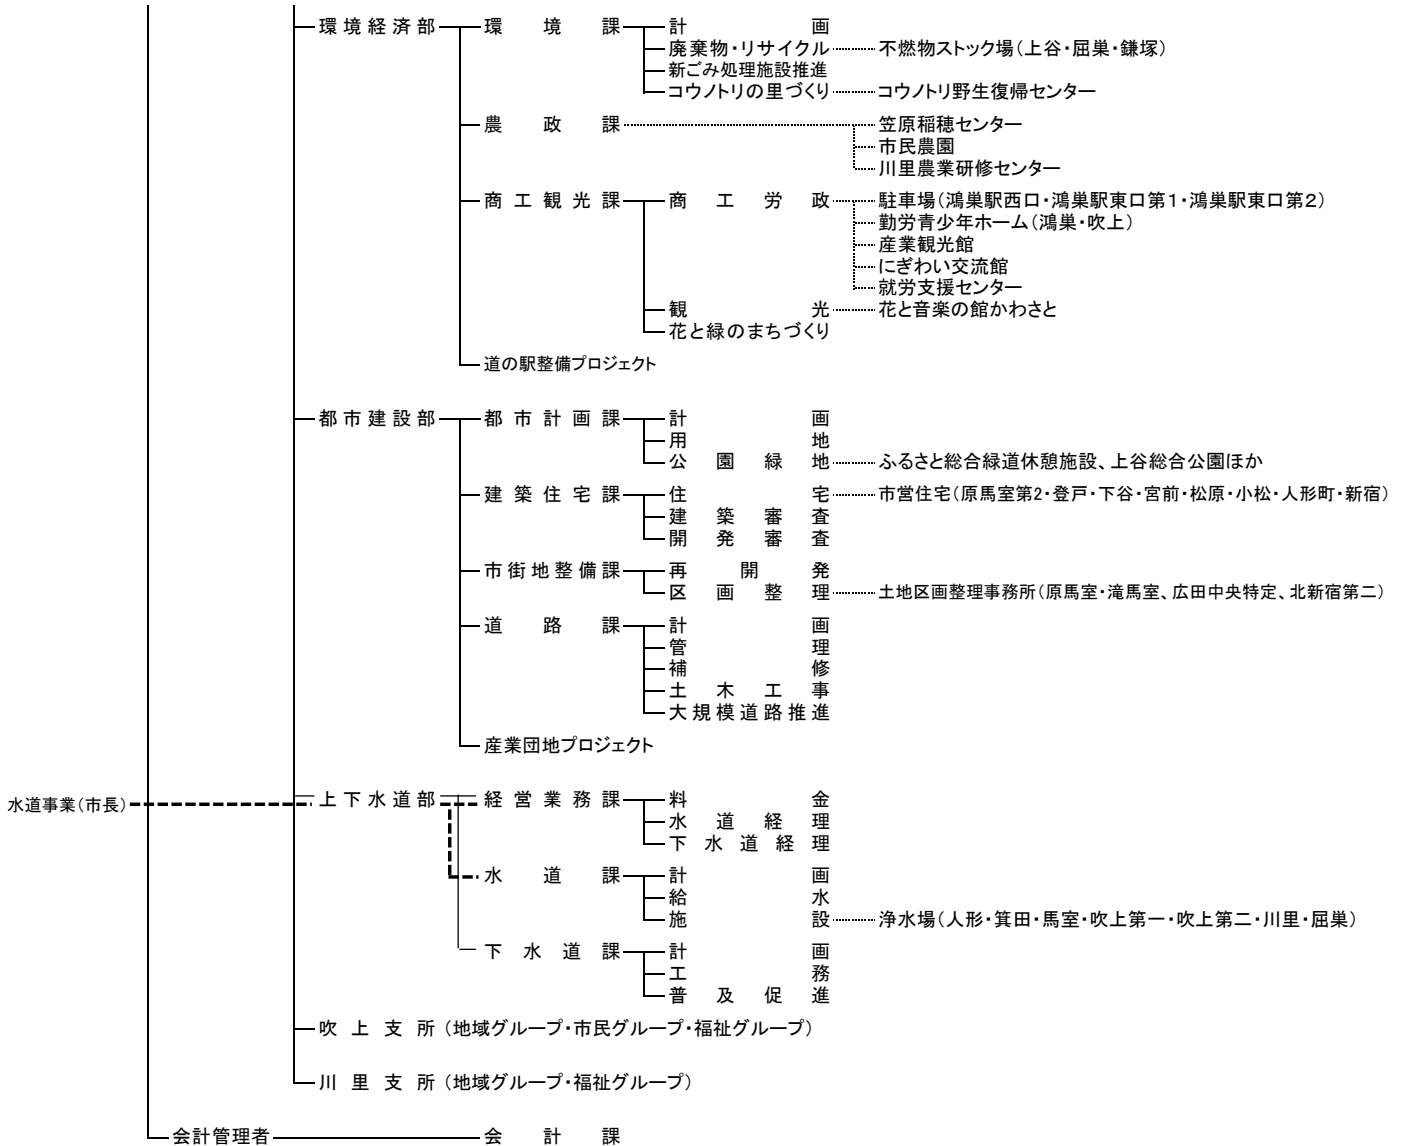 環境経済部 環境課 計画
廃棄物・リサイクル 不燃物ストック場(上谷・屈巣・鎌塚)
新ごみ処理施設推進
コウノトリの里づくり コウノトリ野生復帰センター
農政課 笠原稲穂センター
市民農園
川里農業研修センター
商工観光課 商工労政 駐車場(鴻巣駅西口・鴻巣駅東口第1・鴻巣駅東口第2)
勤労青少年ホーム(鴻巣・吹上)
産業観光館
にぎわい交流館
就労支援センター
観光 花と音楽の館かわさと
花と緑のまちづくり
道の駅整備プロジェクト
都市建設部 都市計画課 計画
用地
公園緑地 ふるさと総合緑道休憩施設、上谷総合公園ほか
建築住宅課 住宅 市営住宅(原馬室第2・登戸・下谷・宮前・松原・小松・人形町・新宿)
建築審査
開発審査
市街地整備課 再開発
区画整理 土地区画整理事務所(原馬室・滝馬室、広田中央特定、北新宿第二)
道路課 計画
管理
補修
土木工事
大規模道路推進
産業団地プロジェクト
水道事業(市長) 上下水道部 経営業務課 料金
水道経理
下水道経理
水道課 計画
給水
施設 浄水場(人形・箕田・馬室・吹上第一・吹上第二・川里・屈巣)
下水道課 計画
工務
普及促進
吹上支所(地域グループ・市民グループ・福祉グループ)
川里支所(地域グループ・福祉グループ)
会計管理者 会計課